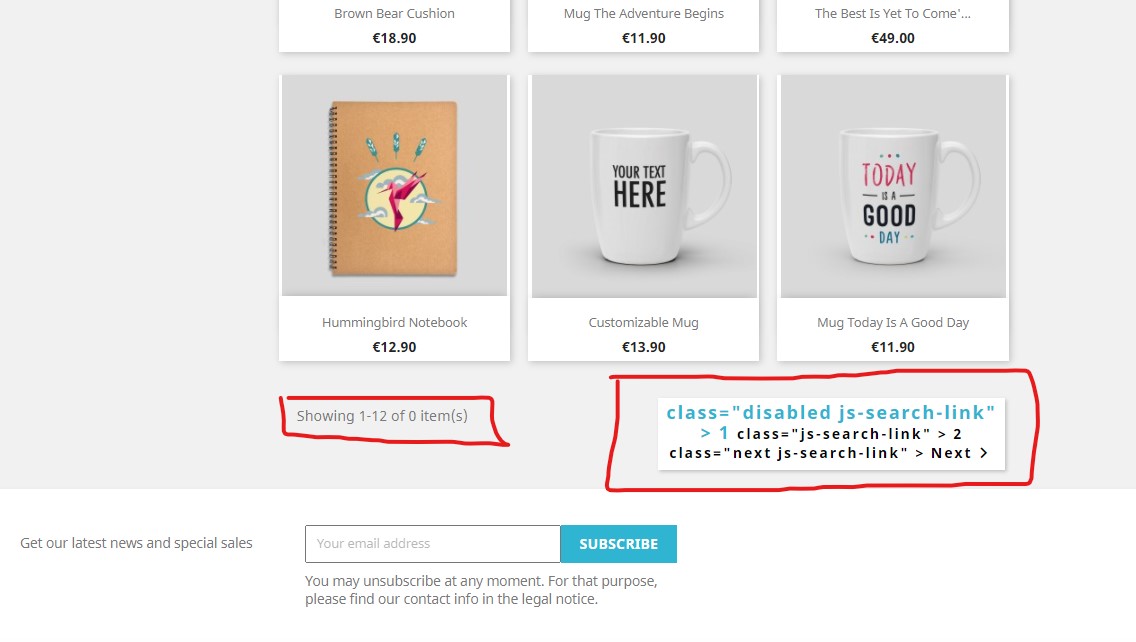 Brown Bear Cushion
Mug The Adventure Begins
The Best Is Yet To Come'...
€18.90
€11.90
€49.00
YOUR TEXT
HERE
TODAY
IS A
GOOD
DAY
Hummingbird Notebook
Customizable Mug
Mug Today Is A Good Day
€12.90
€13.90
€11.90
Showing 1-12 of 0 item(s)
class="disabled js-search-link"
> 1 class="js-search-link" > 2
class="next js-search-link" > Next
Get our latest news and special sales
Your email address
SUBSCRIBE
You may unsubscribe at any moment. For that purpose,
please find our contact info in the legal notice.